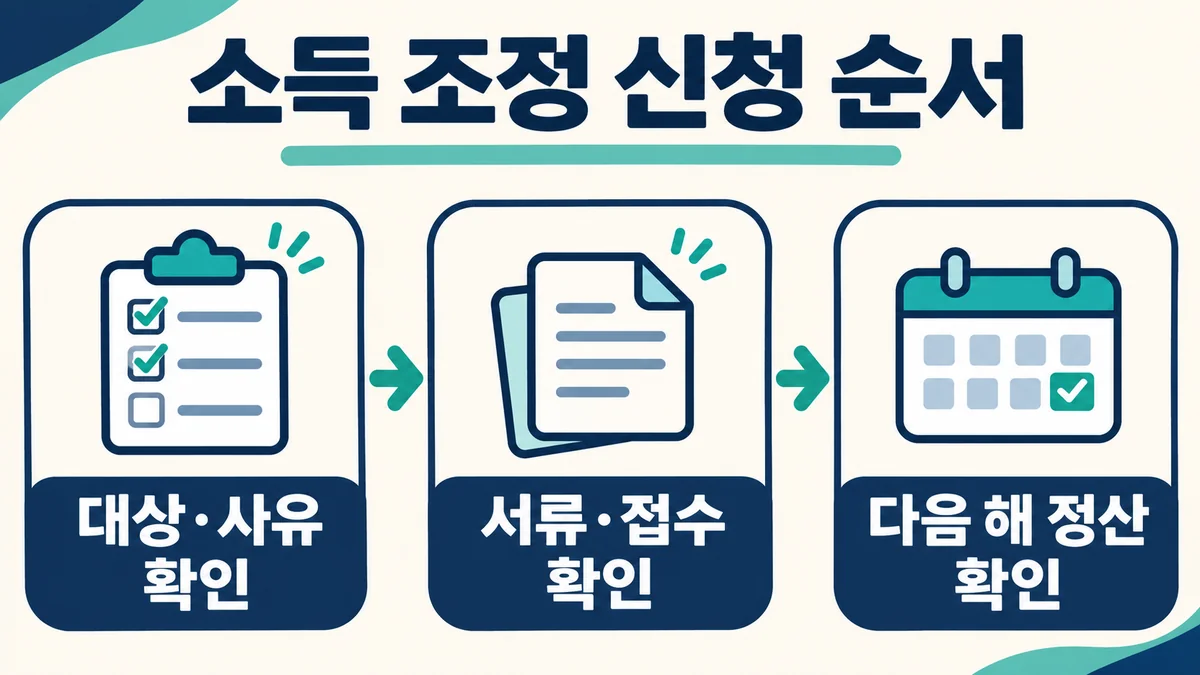 소득 조정 신청 순서
대상·사유
확인
서류·접수
확인
다음 해 정산
확인